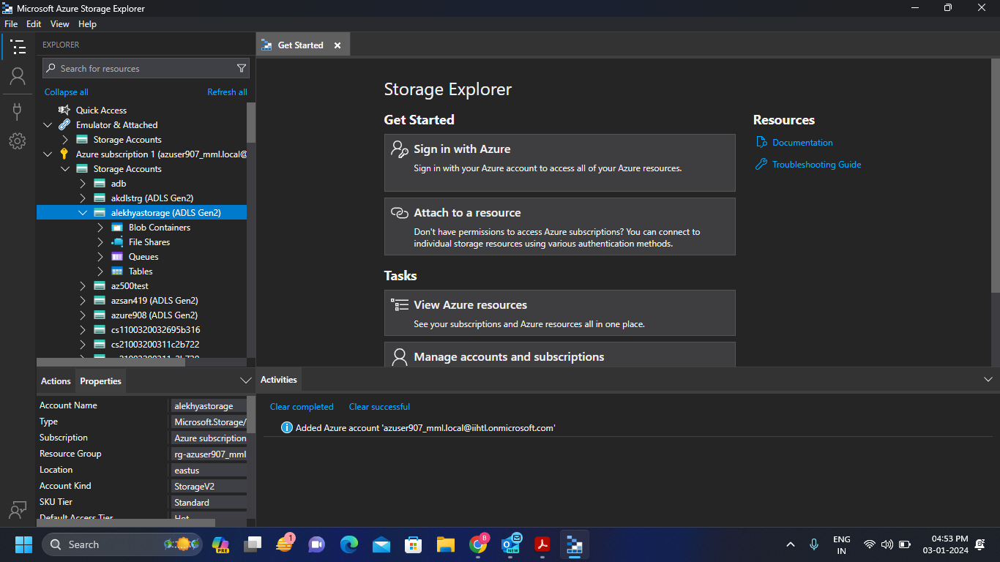 Microsoft Azure Storage Explorer
File Edit View Help
EXPLORER
Search for resources
Collapse all Refresh all
Quick Access
Emulator & Attached
Storage Accounts
Azure subscription 1 (azuser907_mml.local@
Storage Accounts
adb
akdlstrg (ADLS Gen2)
alekhyastorage (ADLS Gen2)
Blob Containers
File Shares
Queues
Tables
az500test
azsan419 (ADLS Gen2)
azure908 (ADLS Gen2)
cs1100320032695b316
cs21003200311c2b722
Actions Properties
Account Name alekhyastorage
Type Microsoft.Storage/
Subscription Azure subscription
Resource Group rg-azuser907_mml
Location eastus
Account Kind StorageV2
SKU Tier Standard
Default Access Tier Hot
Get Started
Storage Explorer
Get Started
Sign in with Azure
Sign in with your Azure account to access all of your Azure resources.
Attach to a resource
Don't have permissions to access Azure subscriptions? You can connect to
individual storage resources using various authentication methods.
Tasks
View Azure resources
See your subscriptions and Azure resources all in one place.
Manage accounts and subscriptions
Resources
Documentation
Troubleshooting Guide
Activities
Clear completed Clear successful
Added Azure account 'azuser907_mml.local@iihtl.onmicrosoft.com'
Search
PRE
1
B
NEW
ENG
IN
04:53 PM
03-01-2024